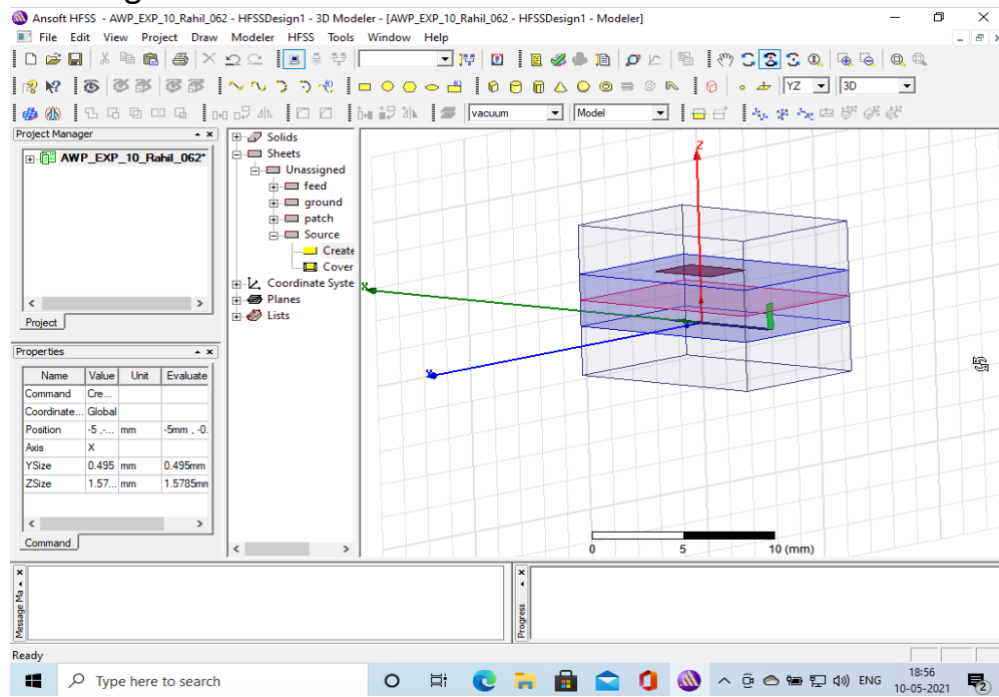 Ansoft HFSS - AWP_EXP_10_Rahil_062 - HFSSDesign1 - 3D Modeler - [AWP_EXP_10_Rahil_062 - HFSSDesign1 - Modeler]
File Edit View Project Draw Modeler HFSS Tools Window Help
YZ 3D
vacuum Model
Project Manager
AWP_EXP_10_Rahil_062*
Project
Solids
Sheets
Unassigned
feed
ground
patch
Source
Create
Cover
Coordinate Syste
Planes
Lists
Properties
Name Value Unit Evaluate
Command Cre...
Coordinate... Global
Position -5 ,-... mm -5mm , -0.
Axis X
YSize 0.495 mm 0.495mm
ZSize 1.57... mm 1.5785mm
Command
Z
X
0 5 10 (mm)
Message Ma
Progress
Ready
Type here to search
ENG
18:56
10-05-2021
2